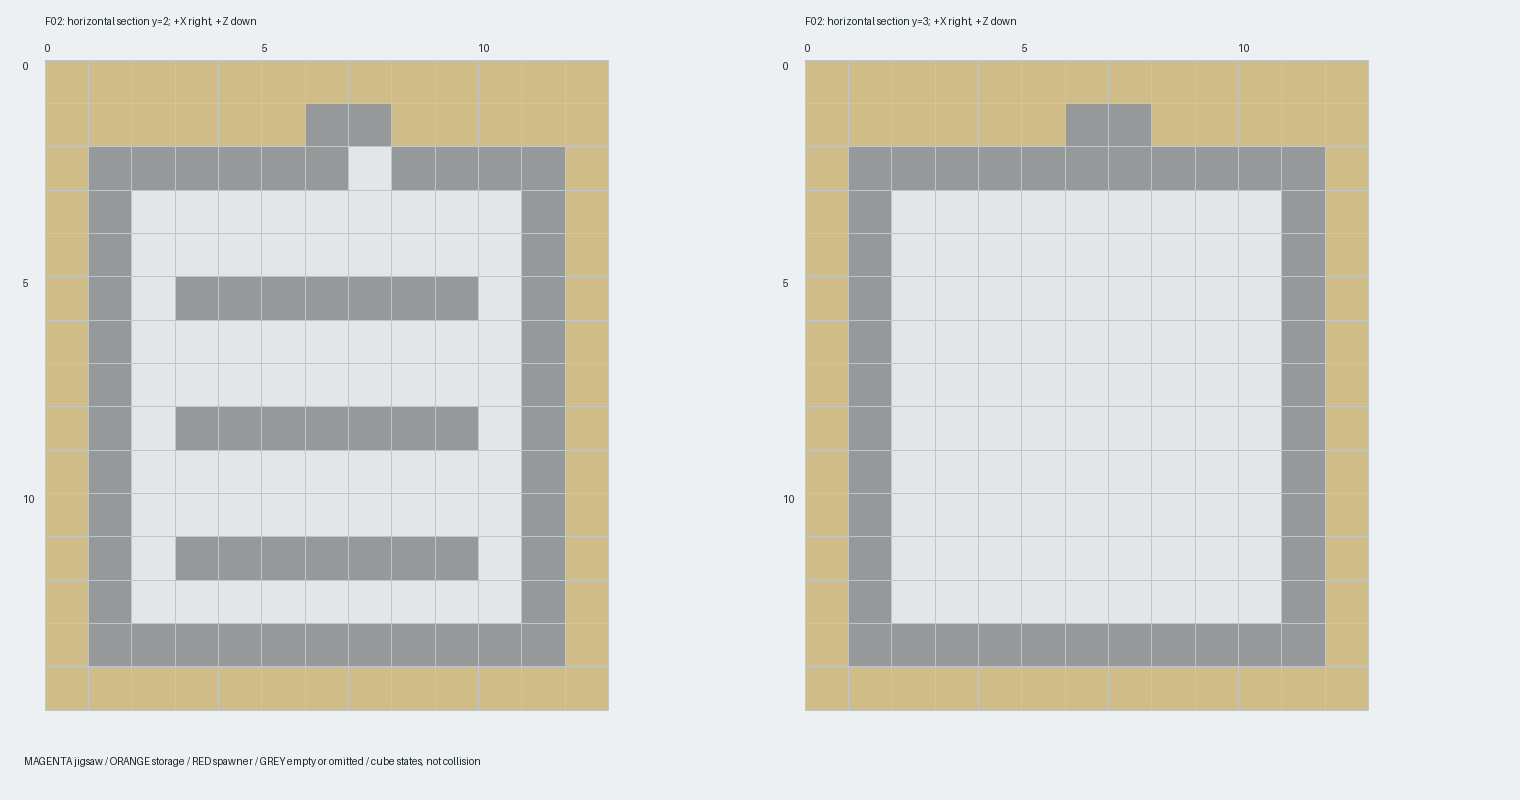 F02: horizontal section y=2; +X right, +Z down
F02: horizontal section y=3; +X right, +Z down
0 5 10
0 5 10
0
0
5
5
10
10
MAGENTA jigsaw / ORANGE storage / RED spawner / GREY empty or omitted / cube states, not collision